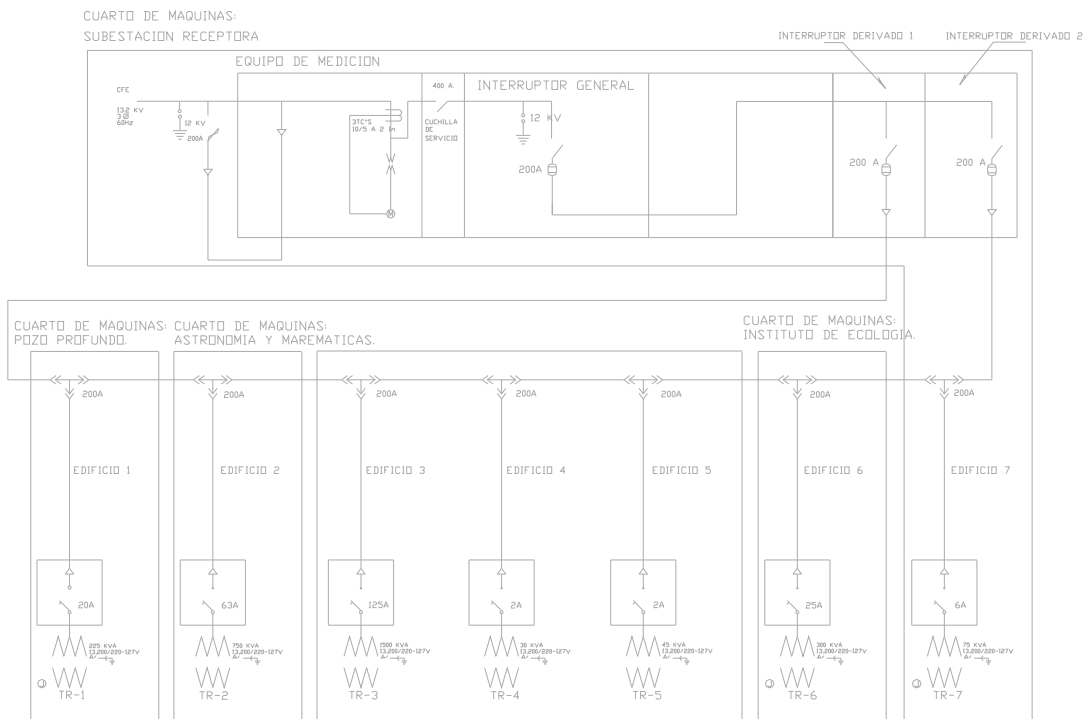 CUARTO DE MAQUINAS:
SUBESTACION RECEPTORA
INTERRUPTOR DERIVADO 1
INTERRUPTOR DERIVADO 2
EQUIPO DE MEDICION
CFE
13.2 KV
3 Ø
60Hz
12 KV
200A
3TC'S
10/5 A 2 In
M
400 A.
CUCHILLA
DE
SERVICIO
INTERRUPTOR GENERAL
12 KV
200A
200 A
200 A
CUARTO DE MAQUINAS:
POZO PROFUNDO.
CUARTO DE MAQUINAS:
ASTRONOMIA Y MAREMATICAS.
CUARTO DE MAQUINAS:
INSTITUTO DE ECOLOGIA.
200A
200A
200A
200A
200A
200A
200A
EDIFICIO 1
EDIFICIO 2
EDIFICIO 3
EDIFICIO 4
EDIFICIO 5
EDIFICIO 6
EDIFICIO 7
20A
63A
125A
2A
2A
25A
6A
225 KVA
13,200/220-127V
750 KVA
13,200/220-127V
1500 KVA
13,200/220-127V
30 KVA
13,200/220-127V
45 KVA
13,200/220-127V
300 KVA
13,200/220-127V
75 KVA
13,200/220-127V
TR-1
TR-2
TR-3
TR-4
TR-5
TR-6
TR-7